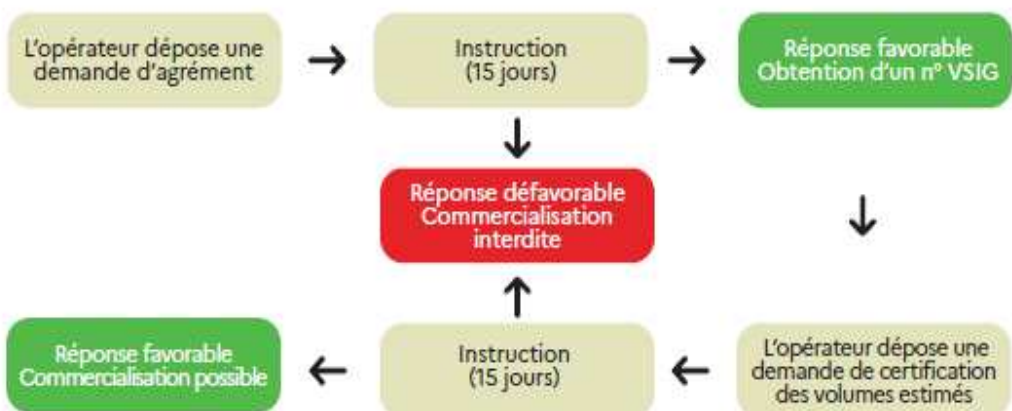 L'opérateur dépose une
demande d'agrément
Instruction
(15 jours)
Réponse favorable
Obtention d'un n° VSIG
Réponse défavorable
Commercialisation
interdite
L'opérateur dépose une
demande de certification
des volumes estimés
Instruction
(15 jours)
Réponse favorable
Commercialisation possible